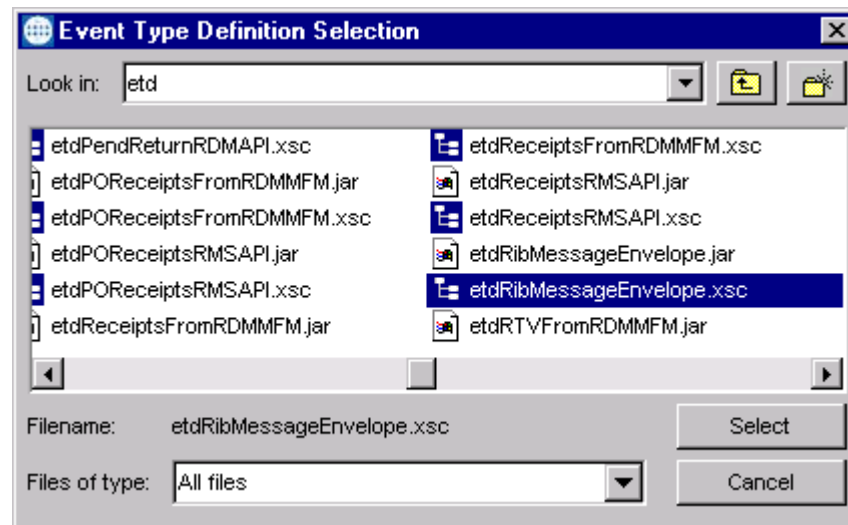 Event Type Definition Selection
Look in: etd
etdPendReturnRDMAPI.xsc
etdPOReceiptsFromRDMMFM.jar
etdPOReceiptsFromRDMMFM.xsc
etdPOReceiptsRMSAPI.jar
etdPOReceiptsRMSAPI.xsc
etdReceiptsFromRDMMFM.jar
etdReceiptsFromRDMMFM.xsc
etdReceiptsRMSAPI.jar
etdReceiptsRMSAPI.xsc
etdRibMessageEnvelope.jar
etdRibMessageEnvelope.xsc
etdRTVFromRDMMFM.jar
Filename: etdRibMessageEnvelope.xsc
Select
Files of type: All files
Cancel